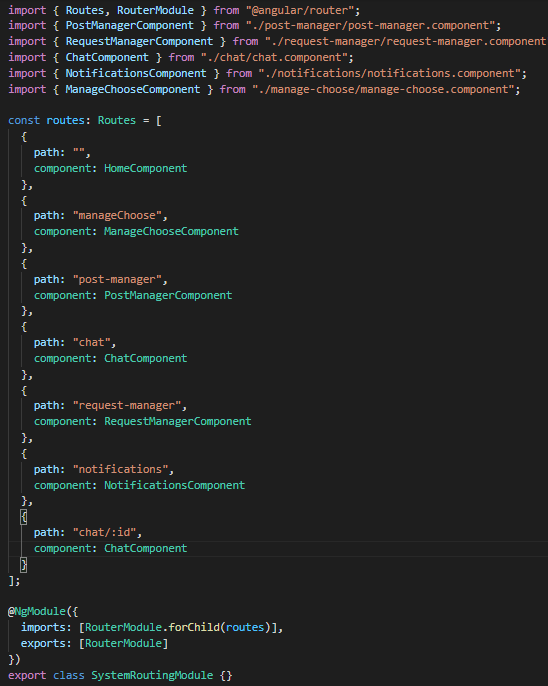 import { Routes, RouterModule } from "@angular/router";
import { PostManagerComponent } from "./post-manager/post-manager.component";
import { RequestManagerComponent } from "./request-manager/request-manager.component
import { ChatComponent } from "./chat/chat.component";
import { NotificationsComponent } from "./notifications/notifications.component";
import { ManageChooseComponent } from "./manage-choose/manage-choose.component";

const routes: Routes = [
  {
    path: "",
    component: HomeComponent
  },
  {
    path: "manageChoose",
    component: ManageChooseComponent
  },
  {
    path: "post-manager",
    component: PostManagerComponent
  },
  {
    path: "chat",
    component: ChatComponent
  },
  {
    path: "request-manager",
    component: RequestManagerComponent
  },
  {
    path: "notifications",
    component: NotificationsComponent
  },
  {
    path: "chat/:id",
    component: ChatComponent
  }
];

@NgModule({
  imports: [RouterModule.forChild(routes)],
  exports: [RouterModule]
})
export class SystemRoutingModule {}